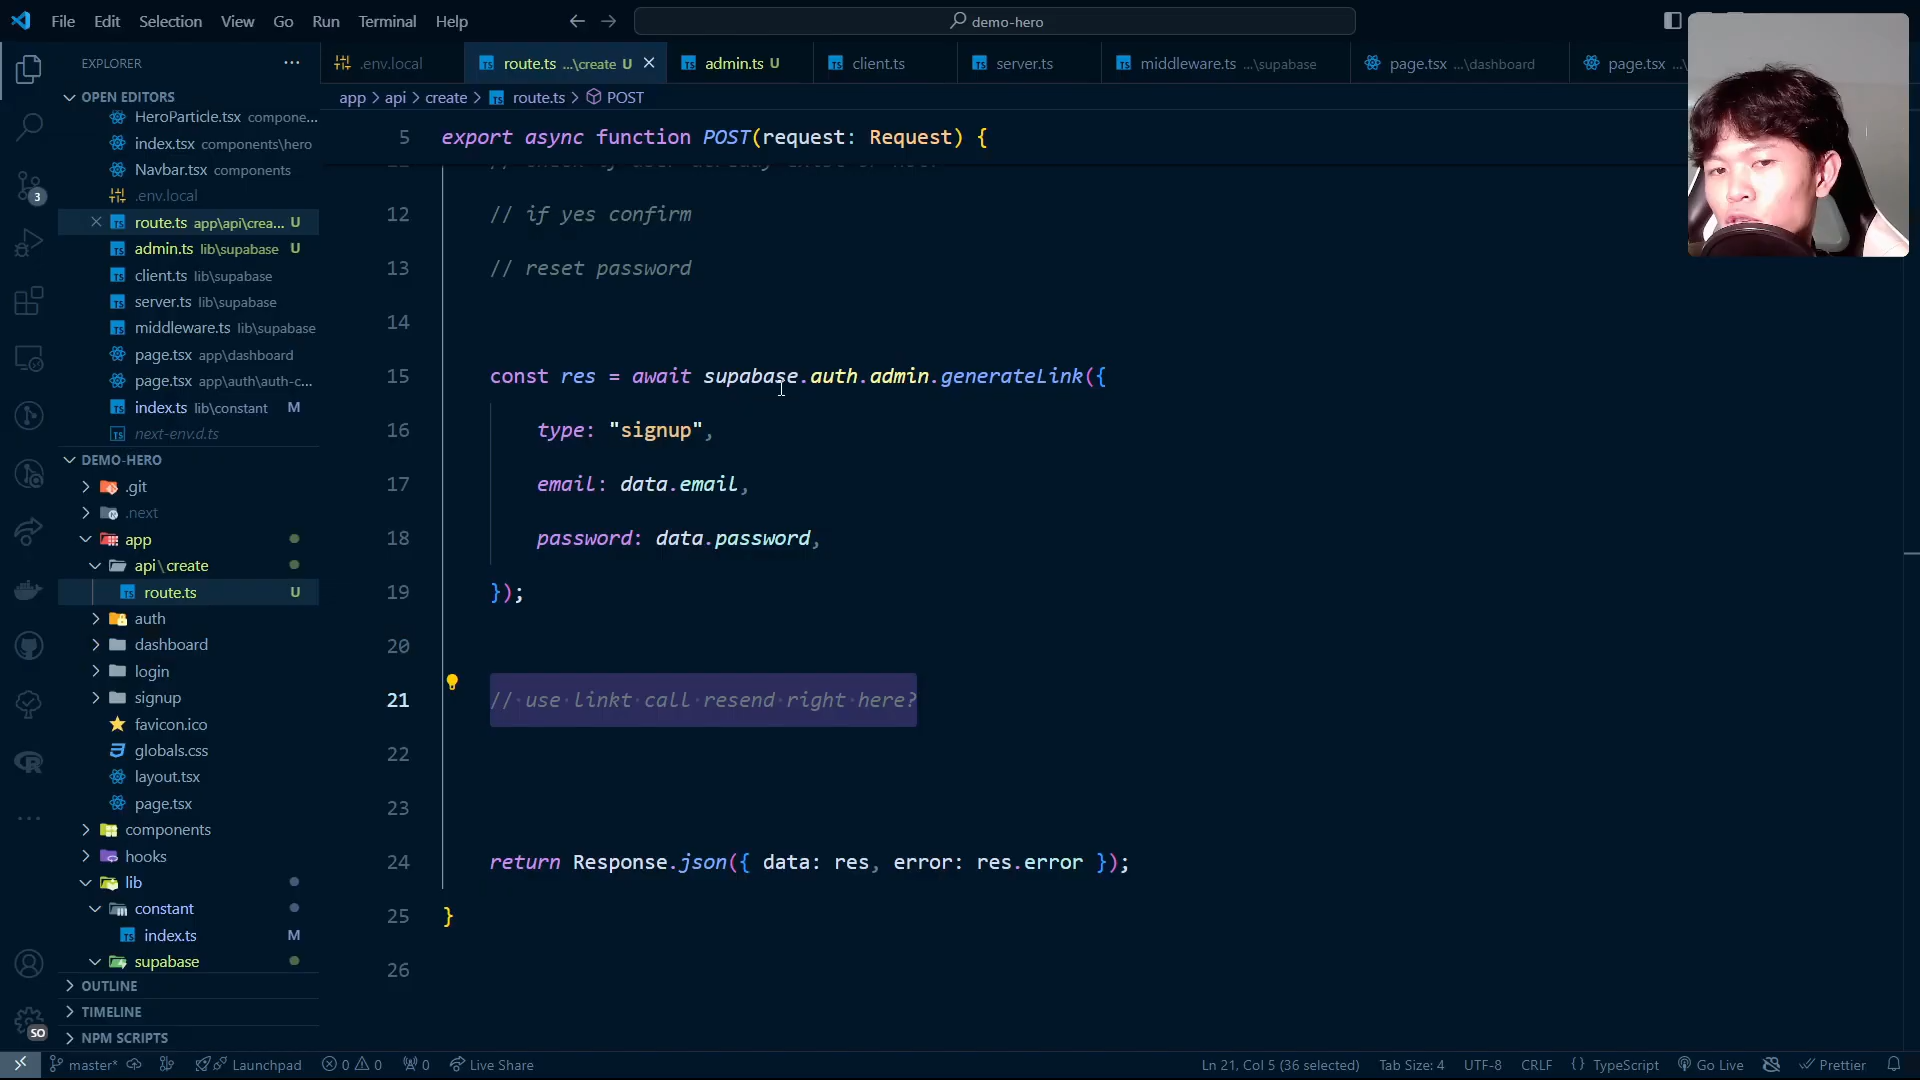 File Edit Selection View Go Run Terminal Help
demo-hero
EXPLORER
.env.local
route.ts ...\create U
admin.ts U
client.ts
server.ts
middleware.ts ...\supabase
page.tsx ...\dashboard
page.tsx
app > api > create > route.ts > POST
OPEN EDITORS
HeroParticle.tsx compone...
index.tsx components\hero
Navbar.tsx components
.env.local
route.ts app\api\crea... U
admin.ts lib\supabase U
client.ts lib\supabase
server.ts lib\supabase
middleware.ts lib\supabase
page.tsx app\dashboard
page.tsx app\auth\auth-c...
index.ts lib\constant M
next-env.d.ts
3
DEMO-HERO
.git
.next
app
api\create
route.ts U
auth
dashboard
login
signup
favicon.ico
globals.css
layout.tsx
page.tsx
components
hooks
lib
constant
index.ts M
supabase
OUTLINE
TIMELINE
NPM SCRIPTS
SO
5 export async function POST(request: Request) {
12 // if yes confirm
13 // reset password
14
15 const res = await supabase.auth.admin.generateLink({
16 type: "signup",
17 email: data.email,
18 password: data.password,
19 });
20
21 // use linkt call resend right here?
22
23
24 return Response.json({ data: res, error: res.error });
25 }
26
master* Launchpad 0 0 0 Live Share
Ln 21, Col 5 (36 selected) Tab Size: 4 UTF-8 CRLF TypeScript Go Live Prettier